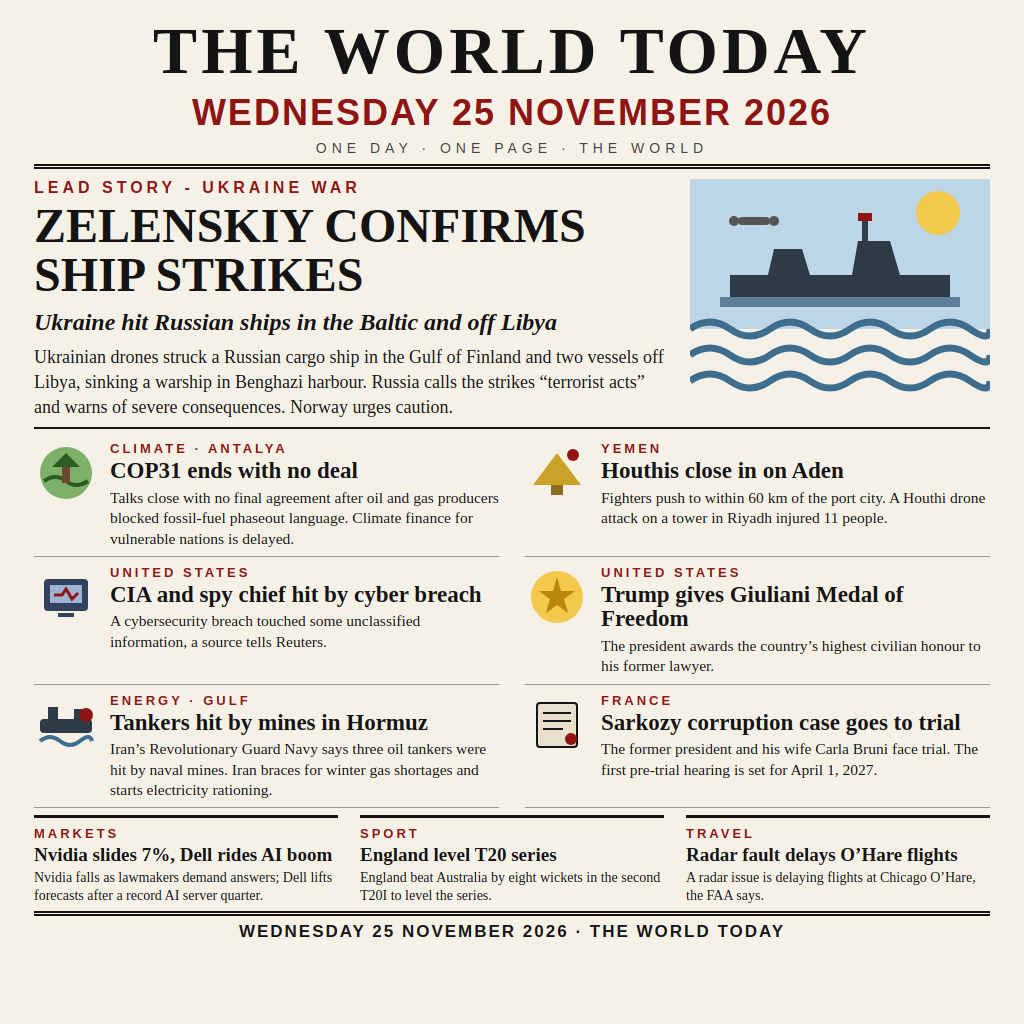 THE WORLD TODAY
WEDNESDAY 25 NOVEMBER 2026
ONE DAY · ONE PAGE · THE WORLD
LEAD STORY - UKRAINE WAR
ZELENSKIY CONFIRMS
SHIP STRIKES
Ukraine hit Russian ships in the Baltic and off Libya
Ukrainian drones struck a Russian cargo ship in the Gulf of Finland and two vessels off
Libya, sinking a warship in Benghazi harbour. Russia calls the strikes “terrorist acts”
and warns of severe consequences. Norway urges caution.
CLIMATE · ANTALYA
COP31 ends with no deal
Talks close with no final agreement after oil and gas producers
blocked fossil-fuel phaseout language. Climate finance for
vulnerable nations is delayed.
YEMEN
Houthis close in on Aden
Fighters push to within 60 km of the port city. A Houthi drone
attack on a tower in Riyadh injured 11 people.
UNITED STATES
CIA and spy chief hit by cyber breach
A cybersecurity breach touched some unclassified
information, a source tells Reuters.
UNITED STATES
Trump gives Giuliani Medal of
Freedom
The president awards the country’s highest civilian honour to
his former lawyer.
ENERGY · GULF
Tankers hit by mines in Hormuz
Iran’s Revolutionary Guard Navy says three oil tankers were
hit by naval mines. Iran braces for winter gas shortages and
starts electricity rationing.
FRANCE
Sarkozy corruption case goes to trial
The former president and his wife Carla Bruni face trial. The
first pre-trial hearing is set for April 1, 2027.
MARKETS
Nvidia slides 7%, Dell rides AI boom
Nvidia falls as lawmakers demand answers; Dell lifts
forecasts after a record AI server quarter.
SPORT
England level T20 series
England beat Australia by eight wickets in the second
T20I to level the series.
TRAVEL
Radar fault delays O’Hare flights
A radar issue is delaying flights at Chicago O’Hare,
the FAA says.
WEDNESDAY 25 NOVEMBER 2026 · THE WORLD TODAY